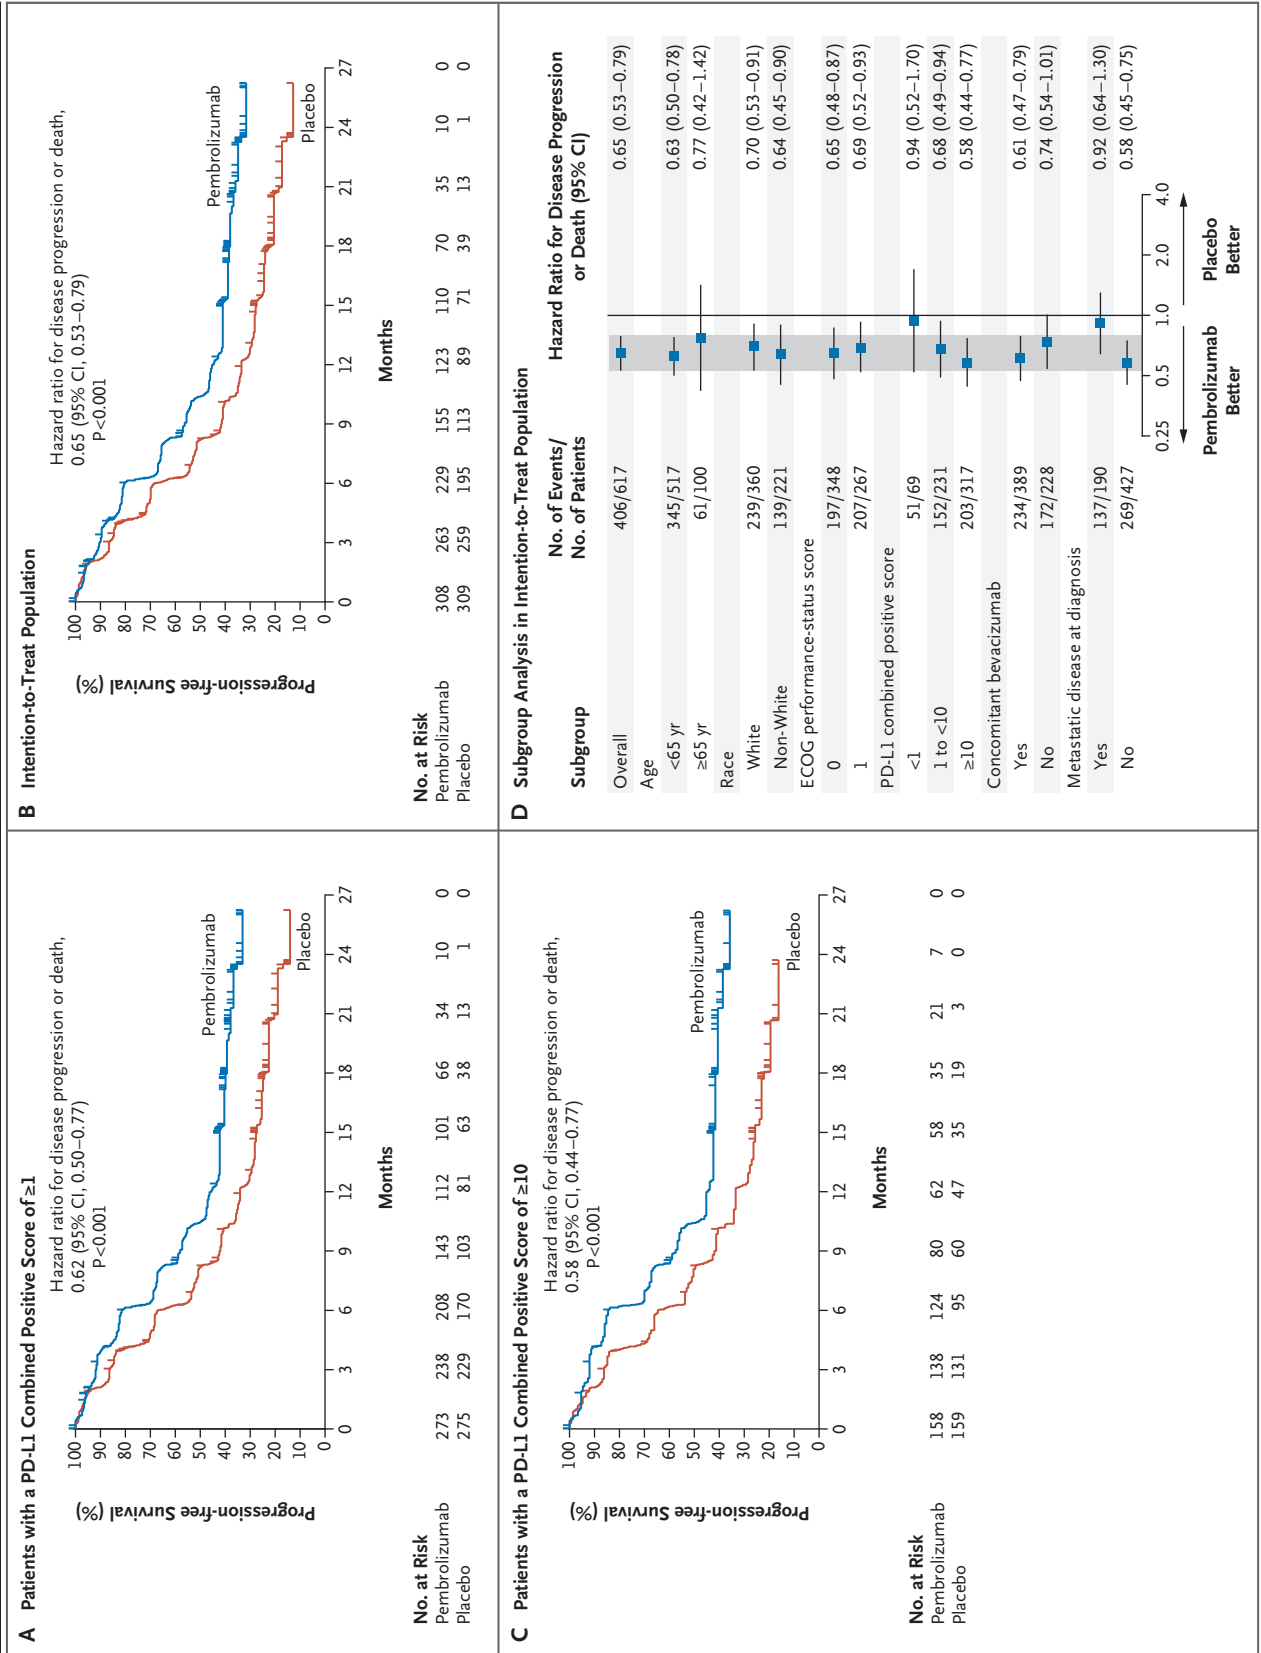 A Patients with a PD-L1 Combined Positive Score of ≥1
Hazard ratio for disease progression or death,
0.62 (95% CI, 0.50–0.77)
P<0.001
Progression-free Survival (%)
100
90
80
70
60
50
40
30
20
10
0
Pembrolizumab
Placebo
0 3 6 9 12 15 18 21 24 27
Months
No. at Risk
Pembrolizumab 273 238 208 143 112 101 66 34 10 0
Placebo 275 229 170 103 81 63 38 13 1 0
B Intention-to-Treat Population
Hazard ratio for disease progression or death,
0.65 (95% CI, 0.53–0.79)
P<0.001
Progression-free Survival (%)
100
90
80
70
60
50
40
30
20
10
0
Pembrolizumab
Placebo
0 3 6 9 12 15 18 21 24 27
Months
No. at Risk
Pembrolizumab 308 263 229 155 123 110 70 35 10 0
Placebo 309 259 195 113 89 71 39 13 1 0
C Patients with a PD-L1 Combined Positive Score of ≥10
Hazard ratio for disease progression or death,
0.58 (95% CI, 0.44–0.77)
P<0.001
Progression-free Survival (%)
100
90
80
70
60
50
40
30
20
10
0
Pembrolizumab
Placebo
0 3 6 9 12 15 18 21 24 27
Months
No. at Risk
Pembrolizumab 158 138 124 80 62 58 35 21 7 0
Placebo 159 131 95 60 47 35 19 3 0 0
D Subgroup Analysis in Intention-to-Treat Population
Subgroup
No. of Events/
No. of Patients
Hazard Ratio for Disease Progression
or Death (95% CI)
Overall 406/617 0.65 (0.53–0.79)
Age
<65 yr 345/517 0.63 (0.50–0.78)
≥65 yr 61/100 0.77 (0.42–1.42)
Race
White 239/360 0.70 (0.53–0.91)
Non-White 139/221 0.64 (0.45–0.90)
ECOG performance-status score
0 197/348 0.65 (0.48–0.87)
1 207/267 0.69 (0.52–0.93)
PD-L1 combined positive score
<1 51/69 0.94 (0.52–1.70)
1 to <10 152/231 0.68 (0.49–0.94)
≥10 203/317 0.58 (0.44–0.77)
Concomitant bevacizumab
Yes 234/389 0.61 (0.47–0.79)
No 172/228 0.74 (0.54–1.01)
Metastatic disease at diagnosis
Yes 137/190 0.92 (0.64–1.30)
No 269/427 0.58 (0.45–0.75)
0.25 0.5 1.0 2.0 4.0
Pembrolizumab Placebo
Better Better